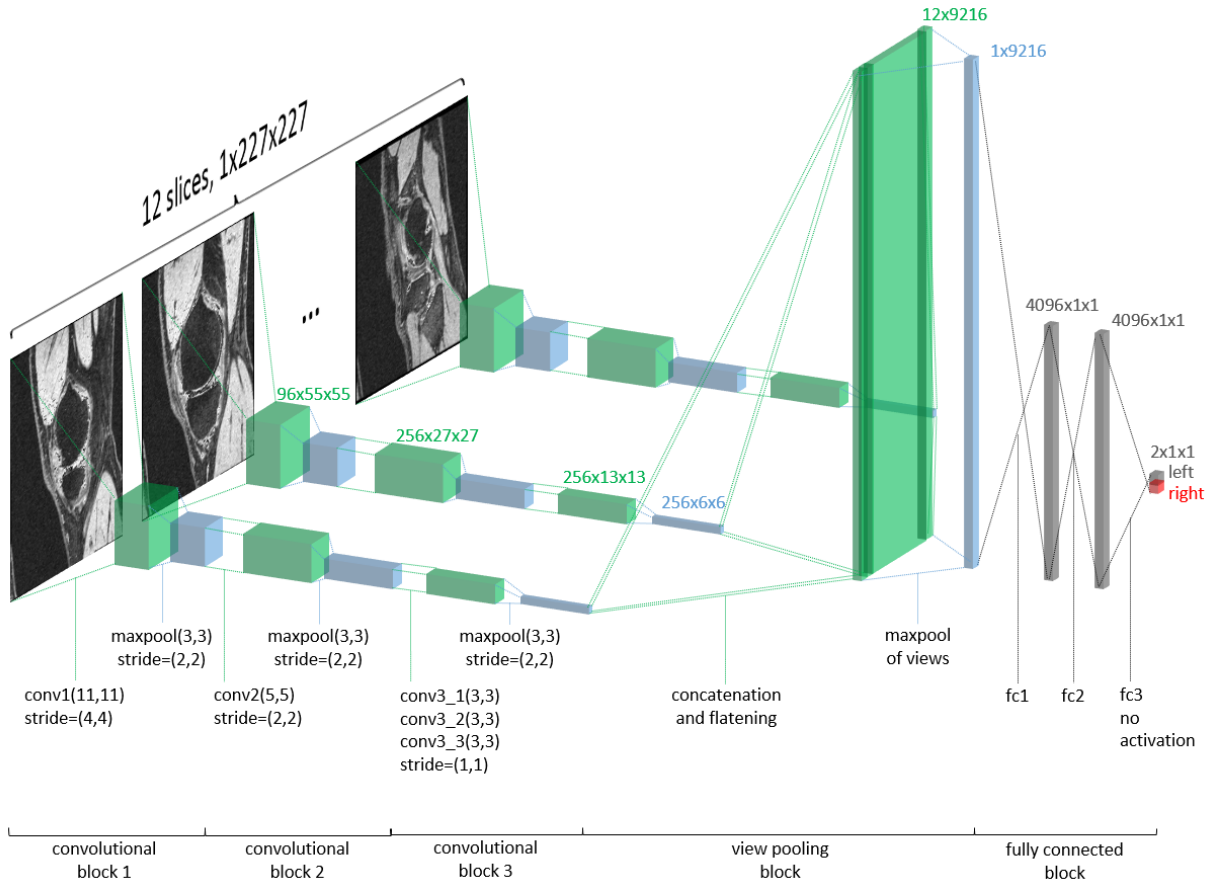 12x9216
1x9216
12 slices, 1x227x227
...
4096x1x1
4096x1x1
96x55x55
256x27x27
256x13x13
256x6x6
2x1x1
left
right
maxpool(3,3)
stride=(2,2)
maxpool(3,3)
stride=(2,2)
maxpool(3,3)
stride=(2,2)
maxpool
of views
conv1(11,11)
stride=(4,4)
conv2(5,5)
stride=(2,2)
conv3_1(3,3)
conv3_2(3,3)
conv3_3(3,3)
stride=(1,1)
concatenation
and flatening
fc1
fc2
fc3
no
activation
convolutional
block 1
convolutional
block 2
convolutional
block 3
view pooling
block
fully connected
block